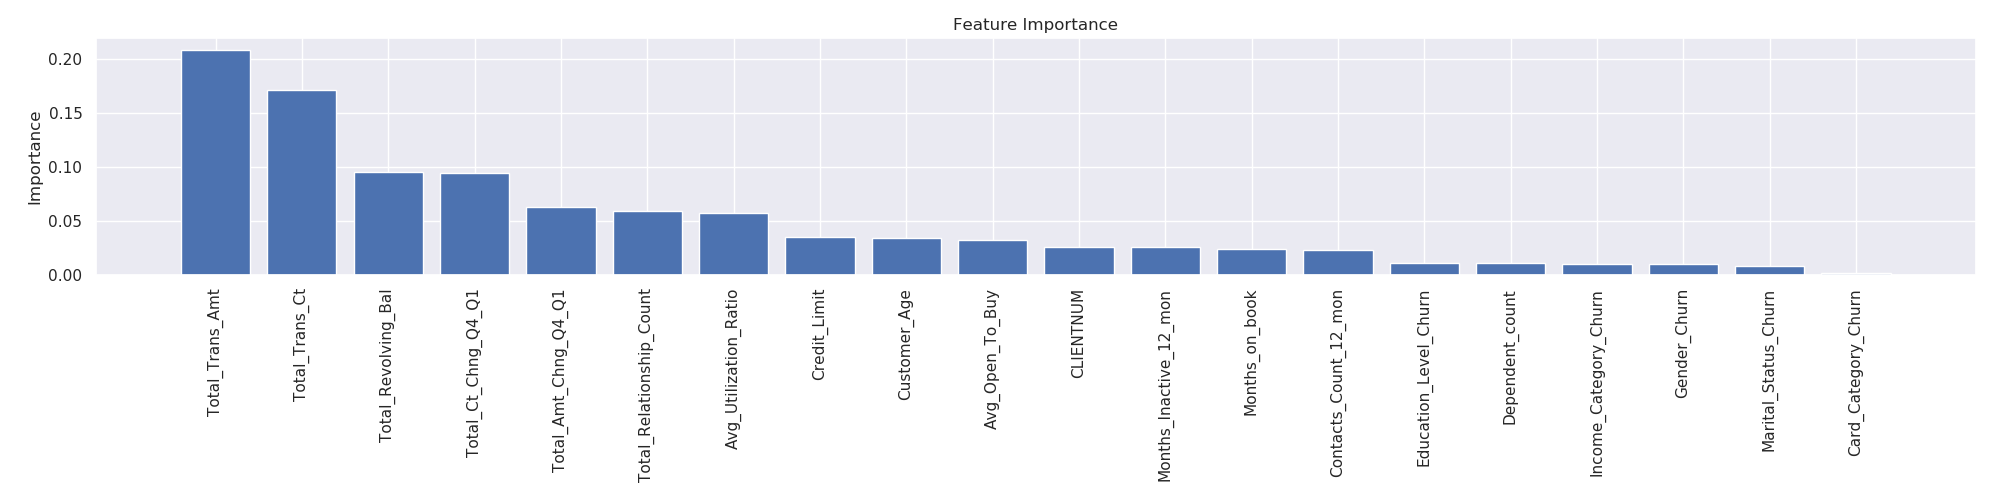 Feature Importance
Importance
0.20
0.15
0.10
0.05
0.00
Total_Trans_Amt
Total_Trans_Ct
Total_Revolving_Bal
Total_Ct_Chng_Q4_Q1
Total_Amt_Chng_Q4_Q1
Total_Relationship_Count
Avg_Utilization_Ratio
Credit_Limit
Customer_Age
Avg_Open_To_Buy
CLIENTNUM
Months_Inactive_12_mon
Months_on_book
Contacts_Count_12_mon
Education_Level_Churn
Dependent_count
Income_Category_Churn
Gender_Churn
Marital_Status_Churn
Card_Category_Churn